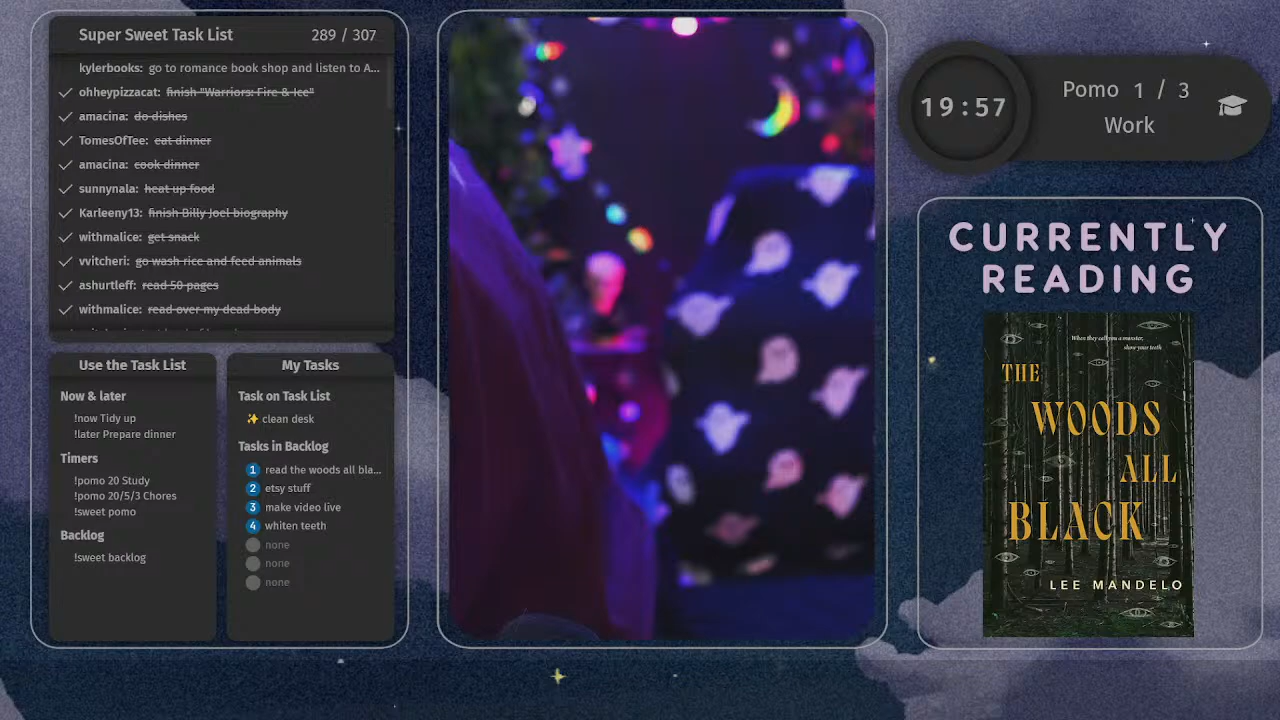 Super Sweet Task List 289 / 307
kylerbooks: go to romance book shop and listen to A...
ohheypizzacat: finish "Warriors: Fire & Ice"
amacina: do dishes
TomesOfTee: eat dinner
amacina: cook dinner
sunnynala: heat up food
Karleeny13: finish Billy Joel biography
withmalice: get snack
vvitcheri: go wash rice and feed animals
ashurtleff: read 50 pages
withmalice: read over my dead body
Use the Task List
Now & later
!now Tidy up
!later Prepare dinner
Timers
!pomo 20 Study
!pomo 20/5/3 Chores
!sweet pomo
Backlog
!sweet backlog
My Tasks
Task on Task List
✨ clean desk
Tasks in Backlog
1 read the woods all bla...
2 etsy stuff
3 make video live
4 whiten teeth
none
none
none
19:57
Pomo 1 / 3
Work
CURRENTLY
READING
When they call you a monster,
show your teeth
THE
WOODS
ALL
BLACK
LEE MANDELO